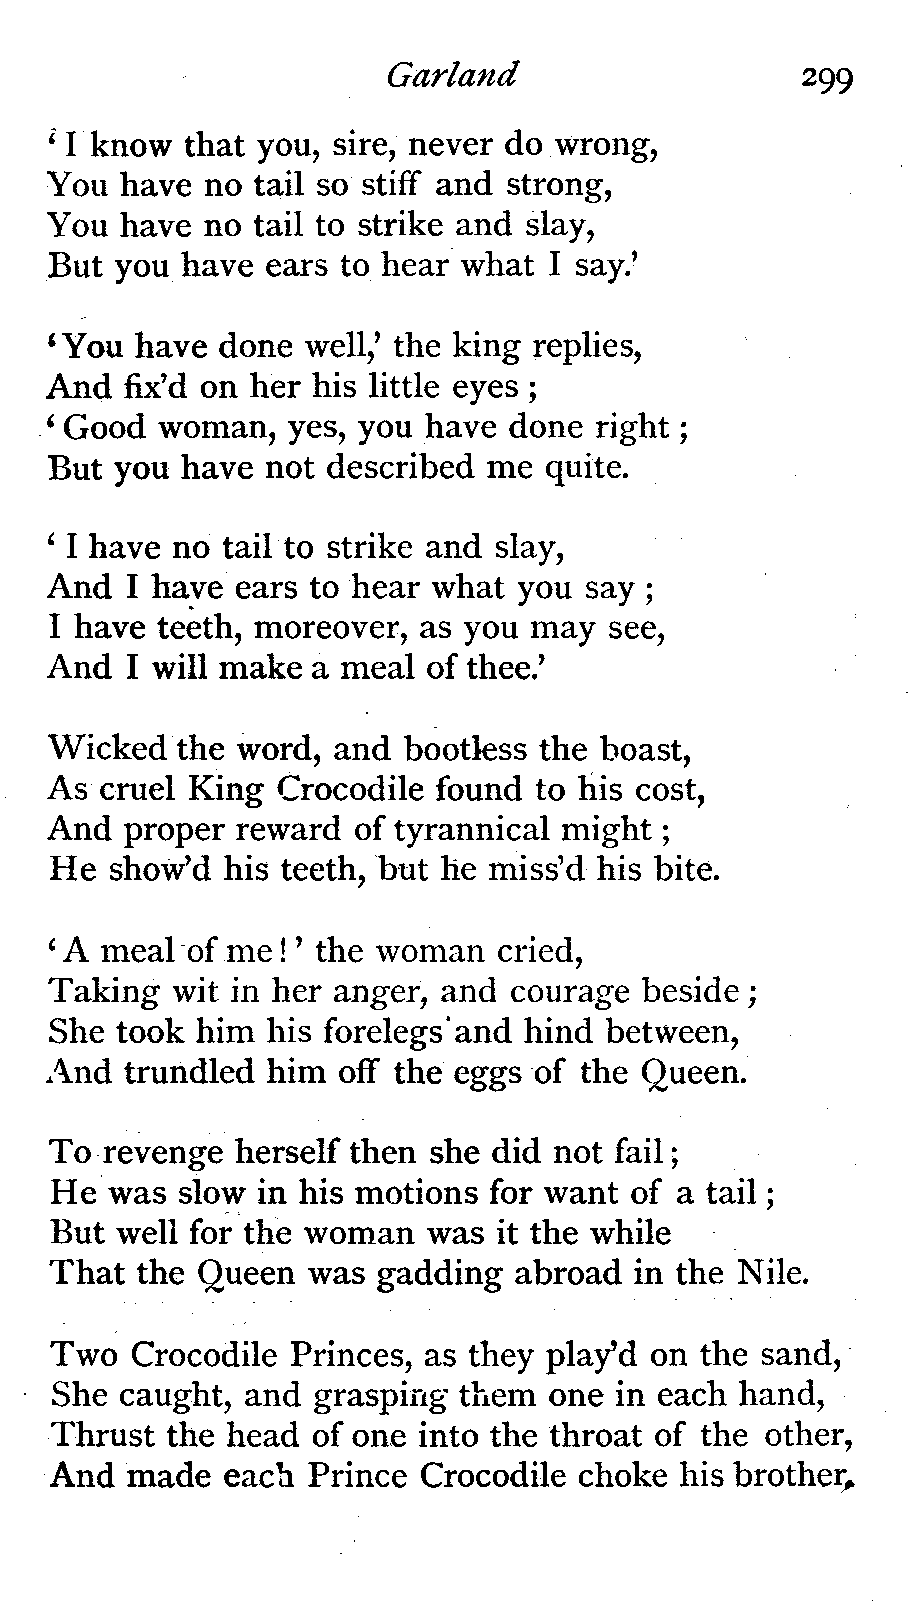 Garland 299
‘ I know that you, sire, never do wrong,
You have no tail so stiff and strong,
You have no tail to strike and slay,
But you have ears to hear what I say.’
‘ You have done well,’ the king replies,
And fix’d on her his little eyes ;
‘ Good woman, yes, you have done right ;
But you have not described me quite.
‘ I have no tail to strike and slay,
And I have ears to hear what you say ;
I have teeth, moreover, as you may see,
And I will make a meal of thee.’
Wicked the word, and bootless the boast,
As cruel King Crocodile found to his cost,
And proper reward of tyrannical might ;
He show’d his teeth, but he miss’d his bite.
‘ A meal of me ! ’ the woman cried,
Taking wit in her anger, and courage beside ;
She took him his forelegs and hind between,
And trundled him off the eggs of the Queen.
To revenge herself then she did not fail ;
He was slow in his motions for want of a tail ;
But well for the woman was it the while
That the Queen was gadding abroad in the Nile.
Two Crocodile Princes, as they play’d on the sand,
She caught, and grasping them one in each hand,
Thrust the head of one into the throat of the other,
And made each Prince Crocodile choke his brother.